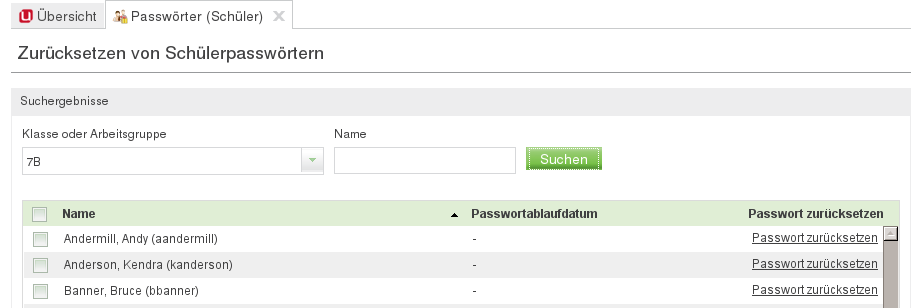 Übersicht Passwörter (Schüler)
Zurücksetzen von Schülerpasswörtern
Suchergebnisse
Klasse oder Arbeitsgruppe Name
7B Suchen
Name Passwortablaufdatum Passwort zurücksetzen
Andermill, Andy (aandermill) - Passwort zurücksetzen
Anderson, Kendra (kanderson) - Passwort zurücksetzen
Banner, Bruce (bbanner) - Passwort zurücksetzen